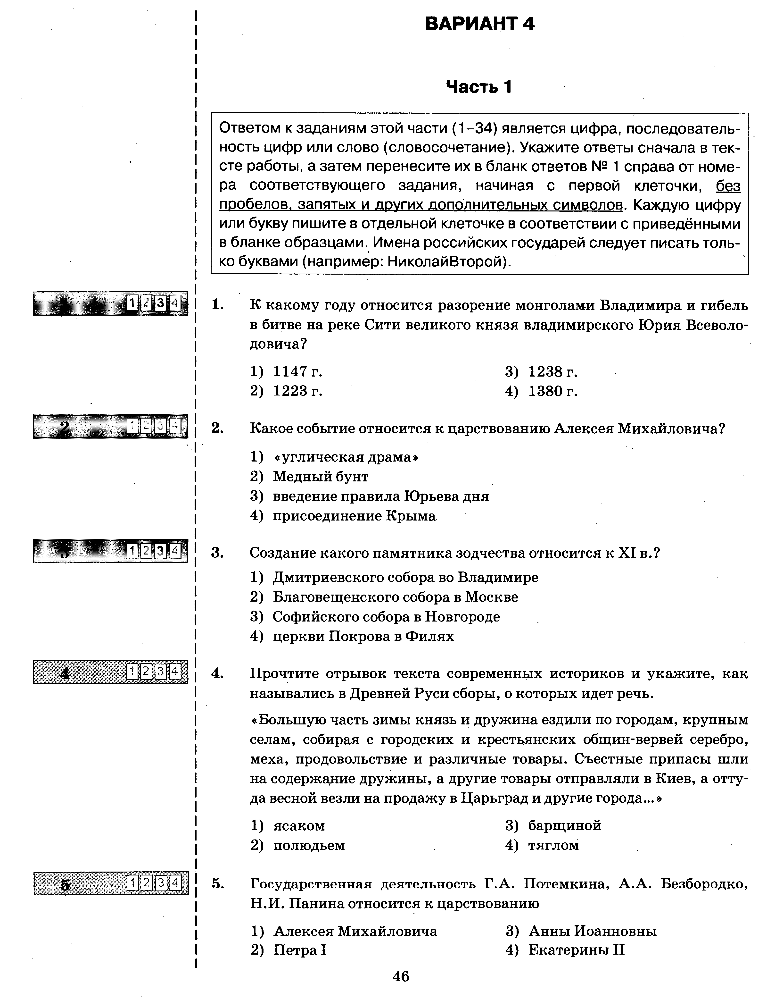 ВАРИАНТ 4
Часть 1
Ответом к заданиям этой части (1–34) является цифра, последователь-
ность цифр или слово (словосочетание). Укажите ответы сначала в тек-
сте работы, а затем перенесите их в бланк ответов № 1 справа от номе-
ра соответствующего задания, начиная с первой клеточки, без
пробелов, запятых и других дополнительных символов. Каждую цифру
или букву пишите в отдельной клеточке в соответствии с приведёнными
в бланке образцами. Имена российских государей следует писать толь-
ко буквами (например: НиколайВторой).
1 1 2 3 4
1. К какому году относится разорение монголами Владимира и гибель
в битве на реке Сити великого князя владимирского Юрия Всеволо-
довича?
1) 1147 г. 3) 1238 г.
2) 1223 г. 4) 1380 г.
2 1 2 3 4
2. Какое событие относится к царствованию Алексея Михайловича?
1) «углическая драма»
2) Медный бунт
3) введение правила Юрьева дня
4) присоединение Крыма
3 1 2 3 4
3. Создание какого памятника зодчества относится к XI в.?
1) Дмитриевского собора во Владимире
2) Благовещенского собора в Москве
3) Софийского собора в Новгороде
4) церкви Покрова в Филях
4 1 2 3 4
4. Прочтите отрывок текста современных историков и укажите, как
назывались в Древней Руси сборы, о которых идет речь.
«Большую часть зимы князь и дружина ездили по городам, крупным
селам, собирая с городских и крестьянских общин-вервей серебро,
меха, продовольствие и различные товары. Съестные припасы шли
на содержание дружины, а другие товары отправляли в Киев, а отту-
да весной везли на продажу в Царьград и другие города...»
1) ясаком 3) барщиной
2) полюдьем 4) тяглом
5 1 2 3 4
5. Государственная деятельность Г.А. Потемкина, А.А. Безбородко,
Н.И. Панина относится к царствованию
1) Алексея Михайловича 3) Анны Иоанновны
2) Петра I 4) Екатерины II
46